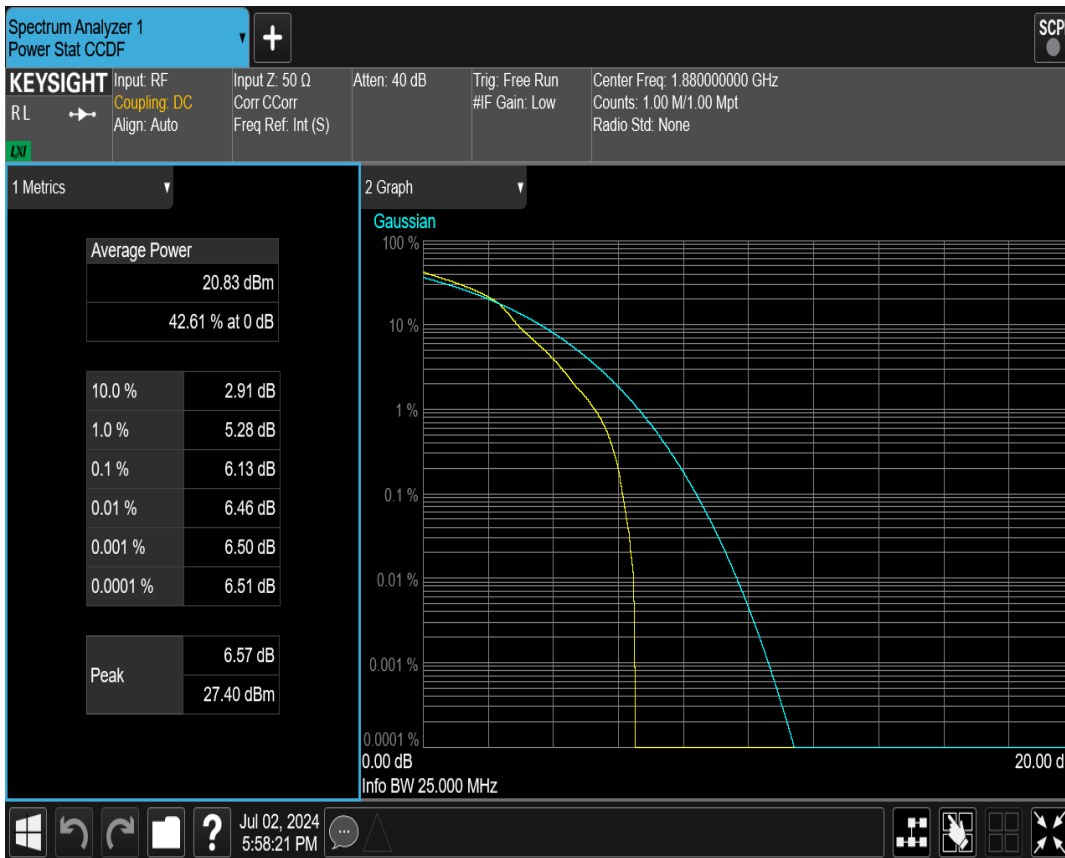 Spectrum Analyzer 1
Power Stat CCDF
SCP
KEYSIGHT
RL
LXI
Input: RF
Coupling: DC
Align: Auto
Input Z: 50 Ω
Corr CCorr
Freq Ref: Int (S)
Atten: 40 dB
Trig: Free Run
#IF Gain: Low
Center Freq: 1.880000000 GHz
Counts: 1.00 M/1.00 Mpt
Radio Std: None
1 Metrics
Average Power
20.83 dBm
42.61 % at 0 dB
10.0 % 2.91 dB
1.0 % 5.28 dB
0.1 % 6.13 dB
0.01 % 6.46 dB
0.001 % 6.50 dB
0.0001 % 6.51 dB
Peak
6.57 dB
27.40 dBm
2 Graph
Gaussian
100 %
10 %
1 %
0.1 %
0.01 %
0.001 %
0.0001 %
0.00 dB
20.00 d
Info BW 25.000 MHz
?
Jul 02, 2024
5:58:21 PM